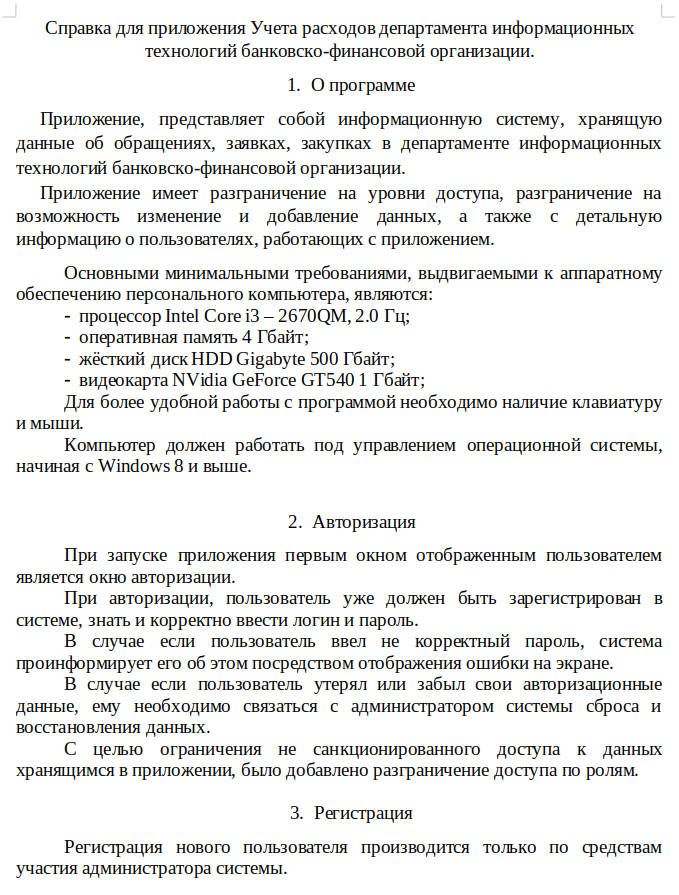 Справка для приложения Учета расходов департамента информационных
технологий банковско-финансовой организации.
1. О программе
Приложение, представляет собой информационную систему, хранящую
данные об обращениях, заявках, закупках в департаменте информационных
технологий банковско-финансовой организации.
Приложение имеет разграничение на уровни доступа, разграничение на
возможность изменение и добавление данных, а также с детальную
информацию о пользователях, работающих с приложением.
Основными минимальными требованиями, выдвигаемыми к аппаратному
обеспечению персонального компьютера, являются:
- процессор Intel Core i3 – 2670QM, 2.0 Гц;
- оперативная память 4 Гбайт;
- жёсткий диск HDD Gigabyte 500 Гбайт;
- видеокарта NVidia GeForce GT540 1 Гбайт;
Для более удобной работы с программой необходимо наличие клавиатуру
и мыши.
Компьютер должен работать под управлением операционной системы,
начиная с Windows 8 и выше.
2. Авторизация
При запуске приложения первым окном отображенным пользователем
является окно авторизации.
При авторизации, пользователь уже должен быть зарегистрирован в
системе, знать и корректно ввести логин и пароль.
В случае если пользователь ввел не корректный пароль, система
проинформирует его об этом посредством отображения ошибки на экране.
В случае если пользователь утерял или забыл свои авторизационные
данные, ему необходимо связаться с администратором системы сброса и
восстановления данных.
С целью ограничения не санкционированного доступа к данных
хранящимся в приложении, было добавлено разграничение доступа по ролям.
3. Регистрация
Регистрация нового пользователя производится только по средствам
участия администратора системы.